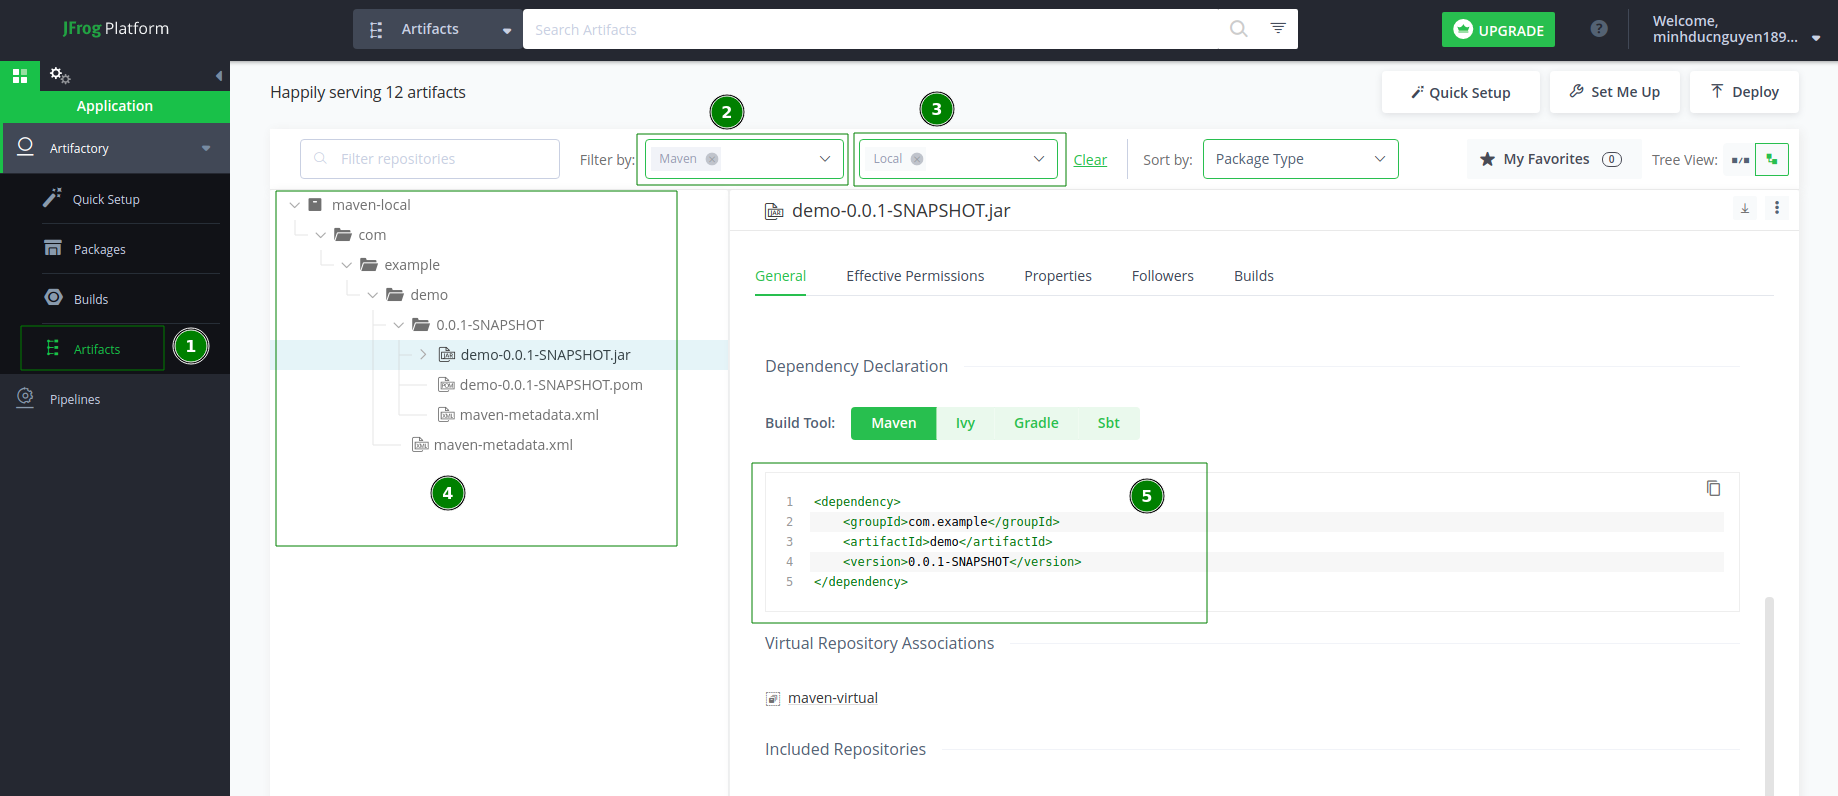 JFrog Platform
Artifacts
Search Artifacts
UPGRADE
?
Welcome,
minhducnguyen189...
Application
Artifactory
Quick Setup
Packages
Builds
Artifacts
1
Pipelines
Happily serving 12 artifacts
Quick Setup
Set Me Up
Deploy
2
3
Filter repositories
Filter by:
Maven
Local
Clear
Sort by:
Package Type
My Favorites
0
Tree View:
maven-local
com
example
demo
0.0.1-SNAPSHOT
demo-0.0.1-SNAPSHOT.jar
demo-0.0.1-SNAPSHOT.pom
maven-metadata.xml
maven-metadata.xml
4
demo-0.0.1-SNAPSHOT.jar
General
Effective Permissions
Properties
Followers
Builds
Dependency Declaration
Build Tool:
Maven
Ivy
Gradle
Sbt
5
1 <dependency>
2 <groupId>com.example</groupId>
3 <artifactId>demo</artifactId>
4 <version>0.0.1-SNAPSHOT</version>
5 </dependency>
Virtual Repository Associations
maven-virtual
Included Repositories